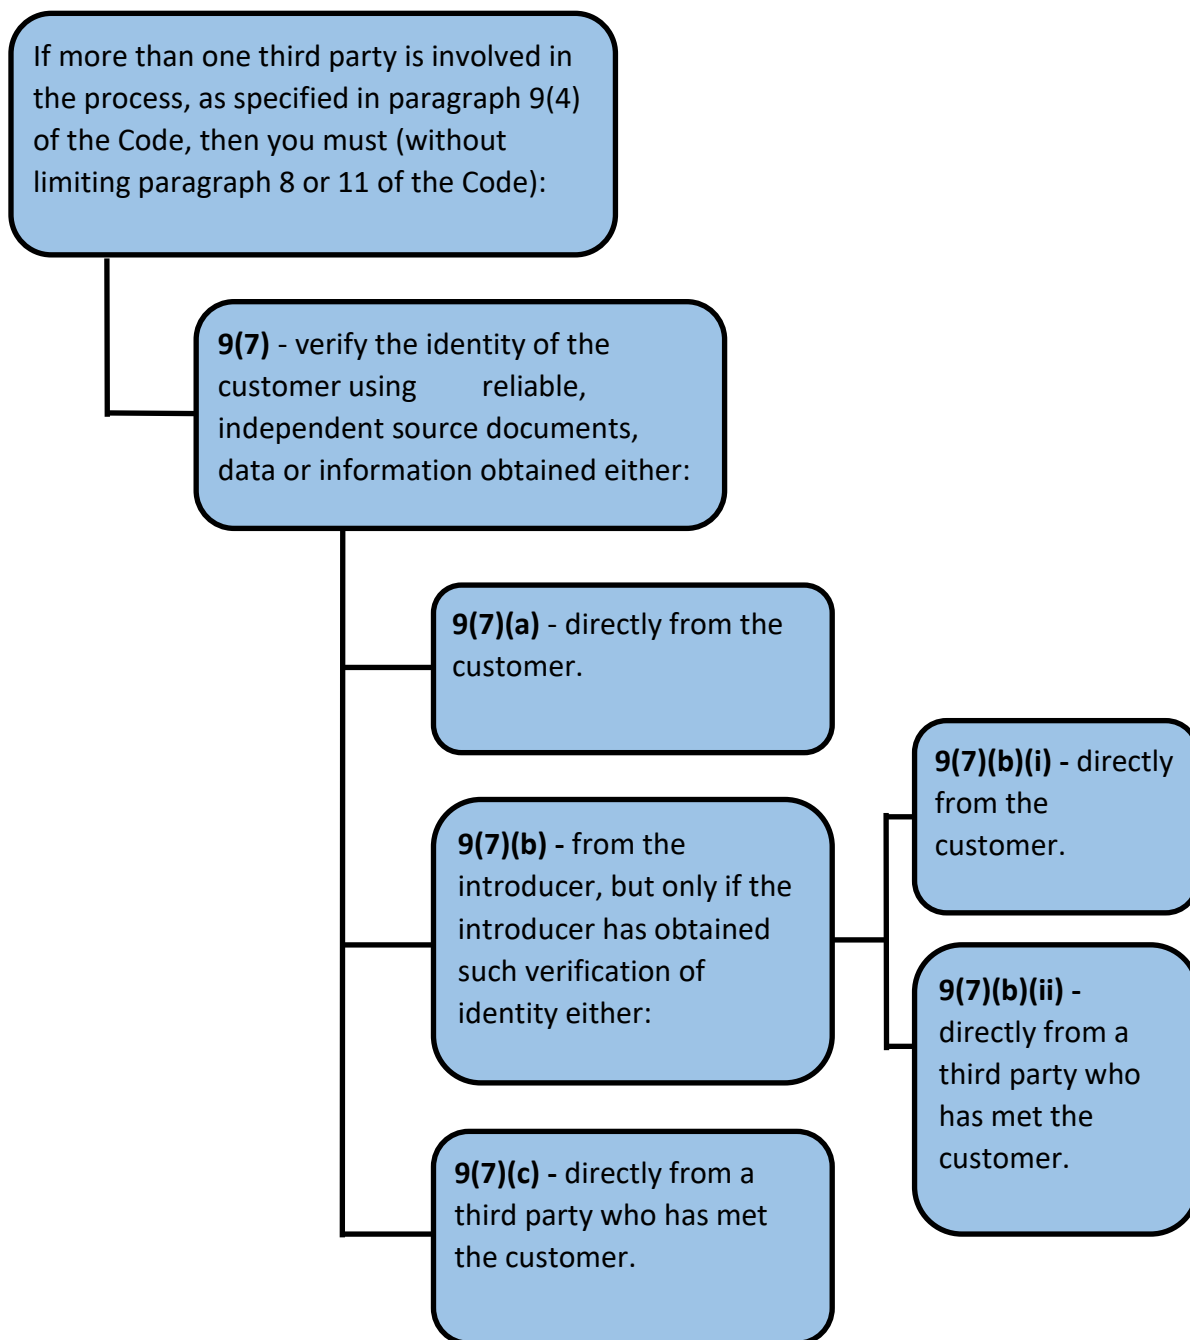 If more than one third party is involved in
the process, as specified in paragraph 9(4)
of the Code, then you must (without
limiting paragraph 8 or 11 of the Code):
9(7) - verify the identity of the
customer using reliable,
independent source documents,
data or information obtained either:
9(7)(a) - directly from the
customer.
9(7)(b) - from the
introducer, but only if the
introducer has obtained
such verification of
identity either:
9(7)(b)(i) - directly
from the
customer.
9(7)(b)(ii) -
directly from a
third party who
has met the
customer.
9(7)(c) - directly from a
third party who has met
the customer.